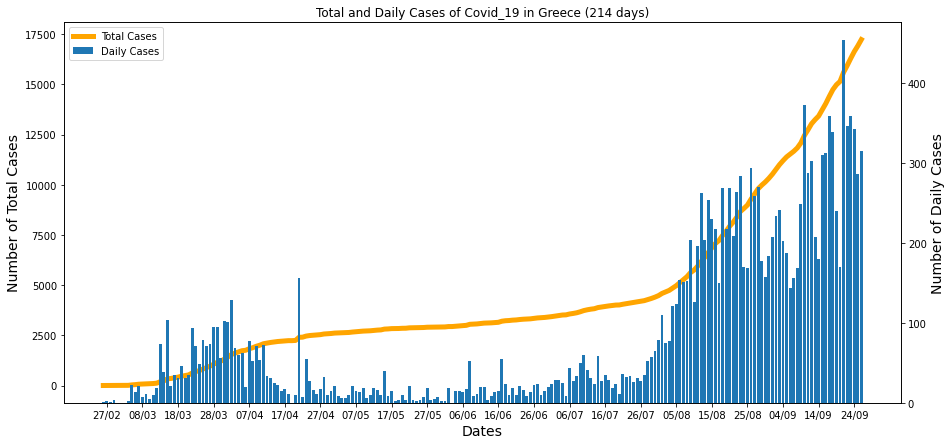 Total and Daily Cases of Covid_19 in Greece (214 days)
Total Cases
Daily Cases
Number of Total Cases
17500
15000
12500
10000
7500
5000
2500
0
Number of Daily Cases
400
300
200
100
0
27/02 08/03 18/03 28/03 07/04 17/04 27/04 07/05 17/05 27/05 06/06 16/06 26/06 06/07 16/07 26/07 05/08 15/08 25/08 04/09 14/09 24/09
Dates